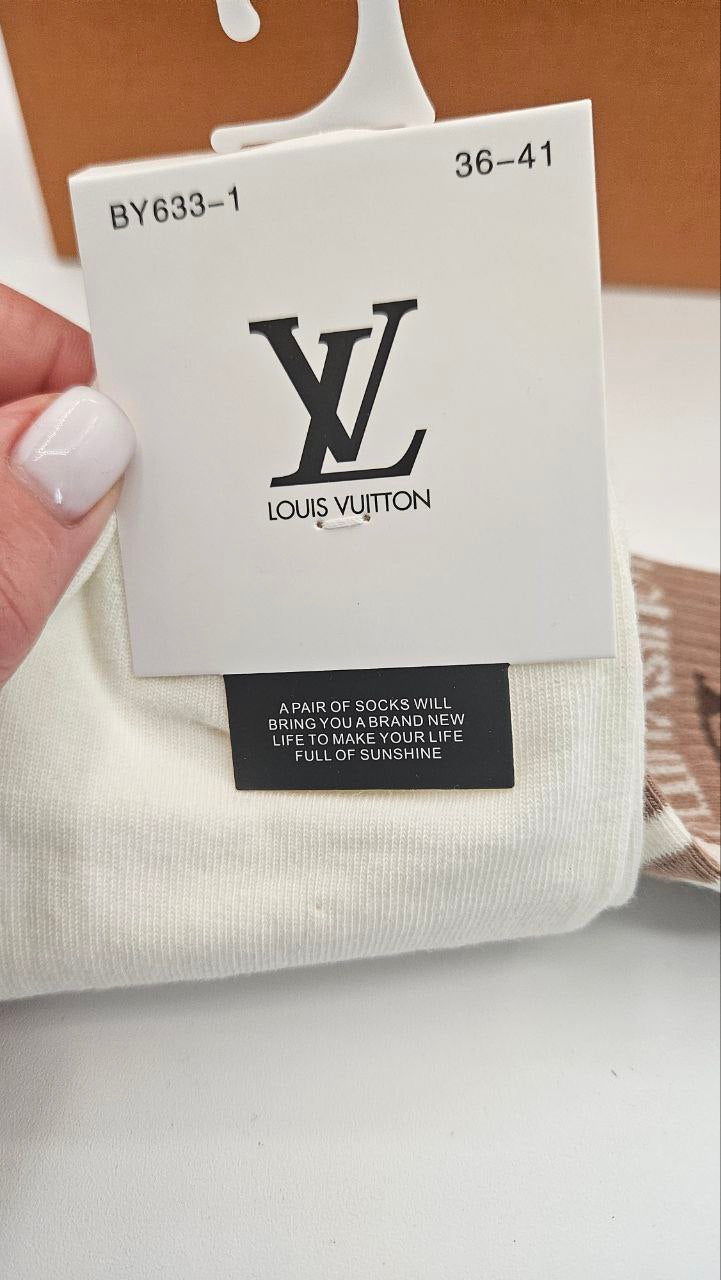 BY633-1
36-41
LV
LOUIS VUITTON
A PAIR OF SOCKS WILL
BRING YOU A BRAND NEW
LIFE TO MAKE YOUR LIFE
FULL OF SUNSHINE